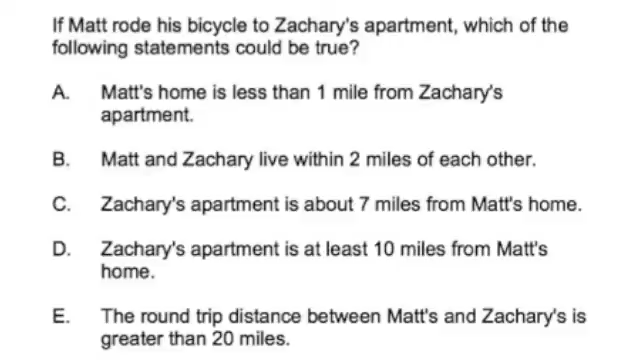 If Matt rode his bicycle to Zachary's apartment, which of the
following statements could be true?
A. Matt's home is less than 1 mile from Zachary's
apartment.
B. Matt and Zachary live within 2 miles of each other.
C. Zachary's apartment is about 7 miles from Matt's home.
D. Zachary's apartment is at least 10 miles from Matt's
home.
E. The round trip distance between Matt's and Zachary's is
greater than 20 miles.